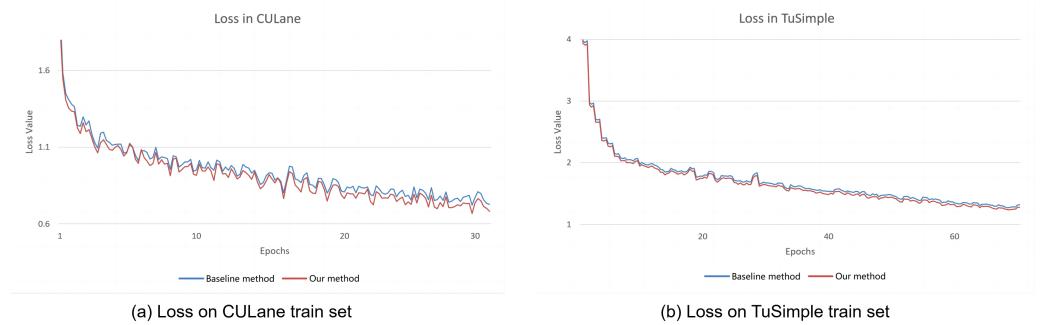 Loss in CULane
1.6
1.1
0.6
Loss Value
1 10 20 30
Epochs
Baseline method Our method
(a) Loss on CULane train set
Loss in TuSimple
4
3
2
1
Loss Value
20 40 60
Epochs
Baseline method Our method
(b) Loss on TuSimple train set